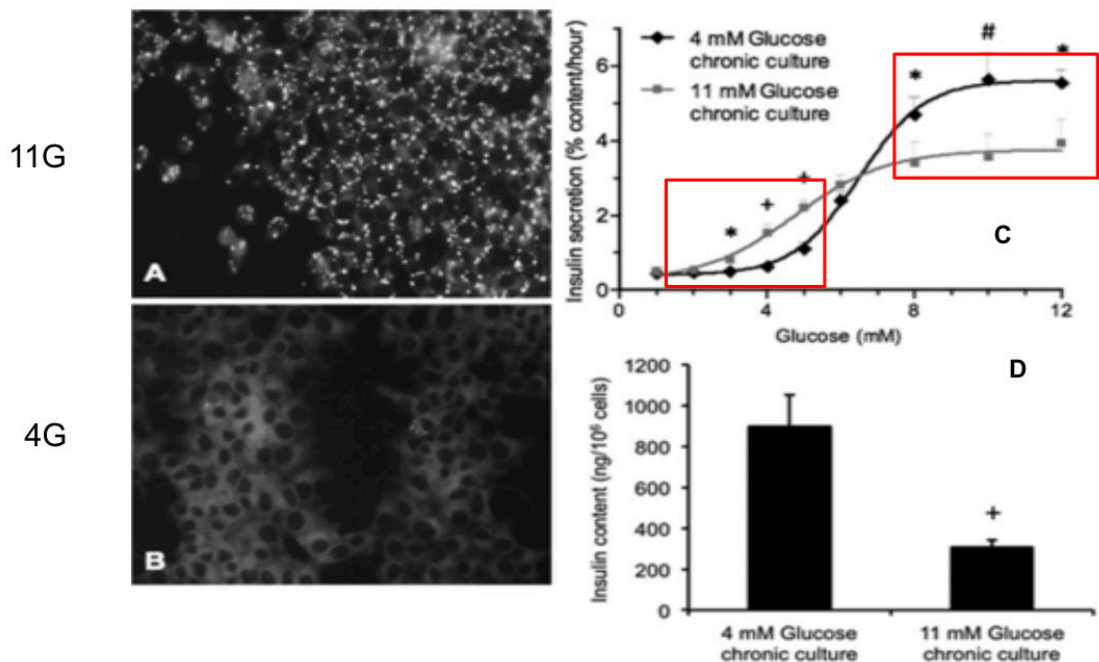 11G
A
4G
B
Insulin secretion (% content/hour)
6
4
2
0
4 mM Glucose
chronic culture
11 mM Glucose
chronic culture
*
+
+
*
#
*
C
0
4
8
12
Glucose (mM)
D
Insulin content (ng/10⁶ cells)
1200
1000
800
600
400
200
0
+
4 mM Glucose
chronic culture
11 mM Glucose
chronic culture